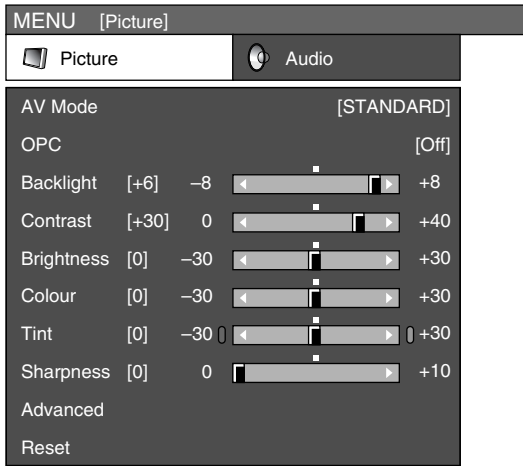 MENU [Picture]
Picture Audio
AV Mode [STANDARD]
OPC [Off]
Backlight [+6] –8 +8
Contrast [+30] 0 +40
Brightness [0] –30 +30
Colour [0] –30 +30
Tint [0] –30 +30
Sharpness [0] 0 +10
Advanced
Reset